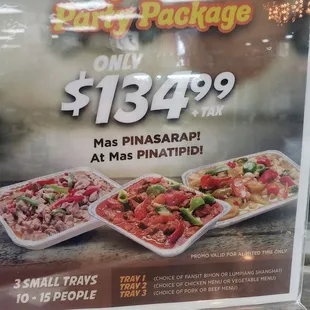 Party Package
ONLY
$134.99
+ TAX
Mas PINASARAP!
At Mas PINATIPID!
PROMO VALID FOR LIMITED TIME ONLY
3 SMALL TRAYS
10 - 15 PEOPLE
TRAY 1 (CHOICE OF PANSIT BIHON OR LUMPIANG SHANGHAI)
TRAY 2 (CHOICE OF CHICKEN MENU OR VEGETABLE MENU)
TRAY 3 (CHOICE OF PORK OR BEEF MENU)